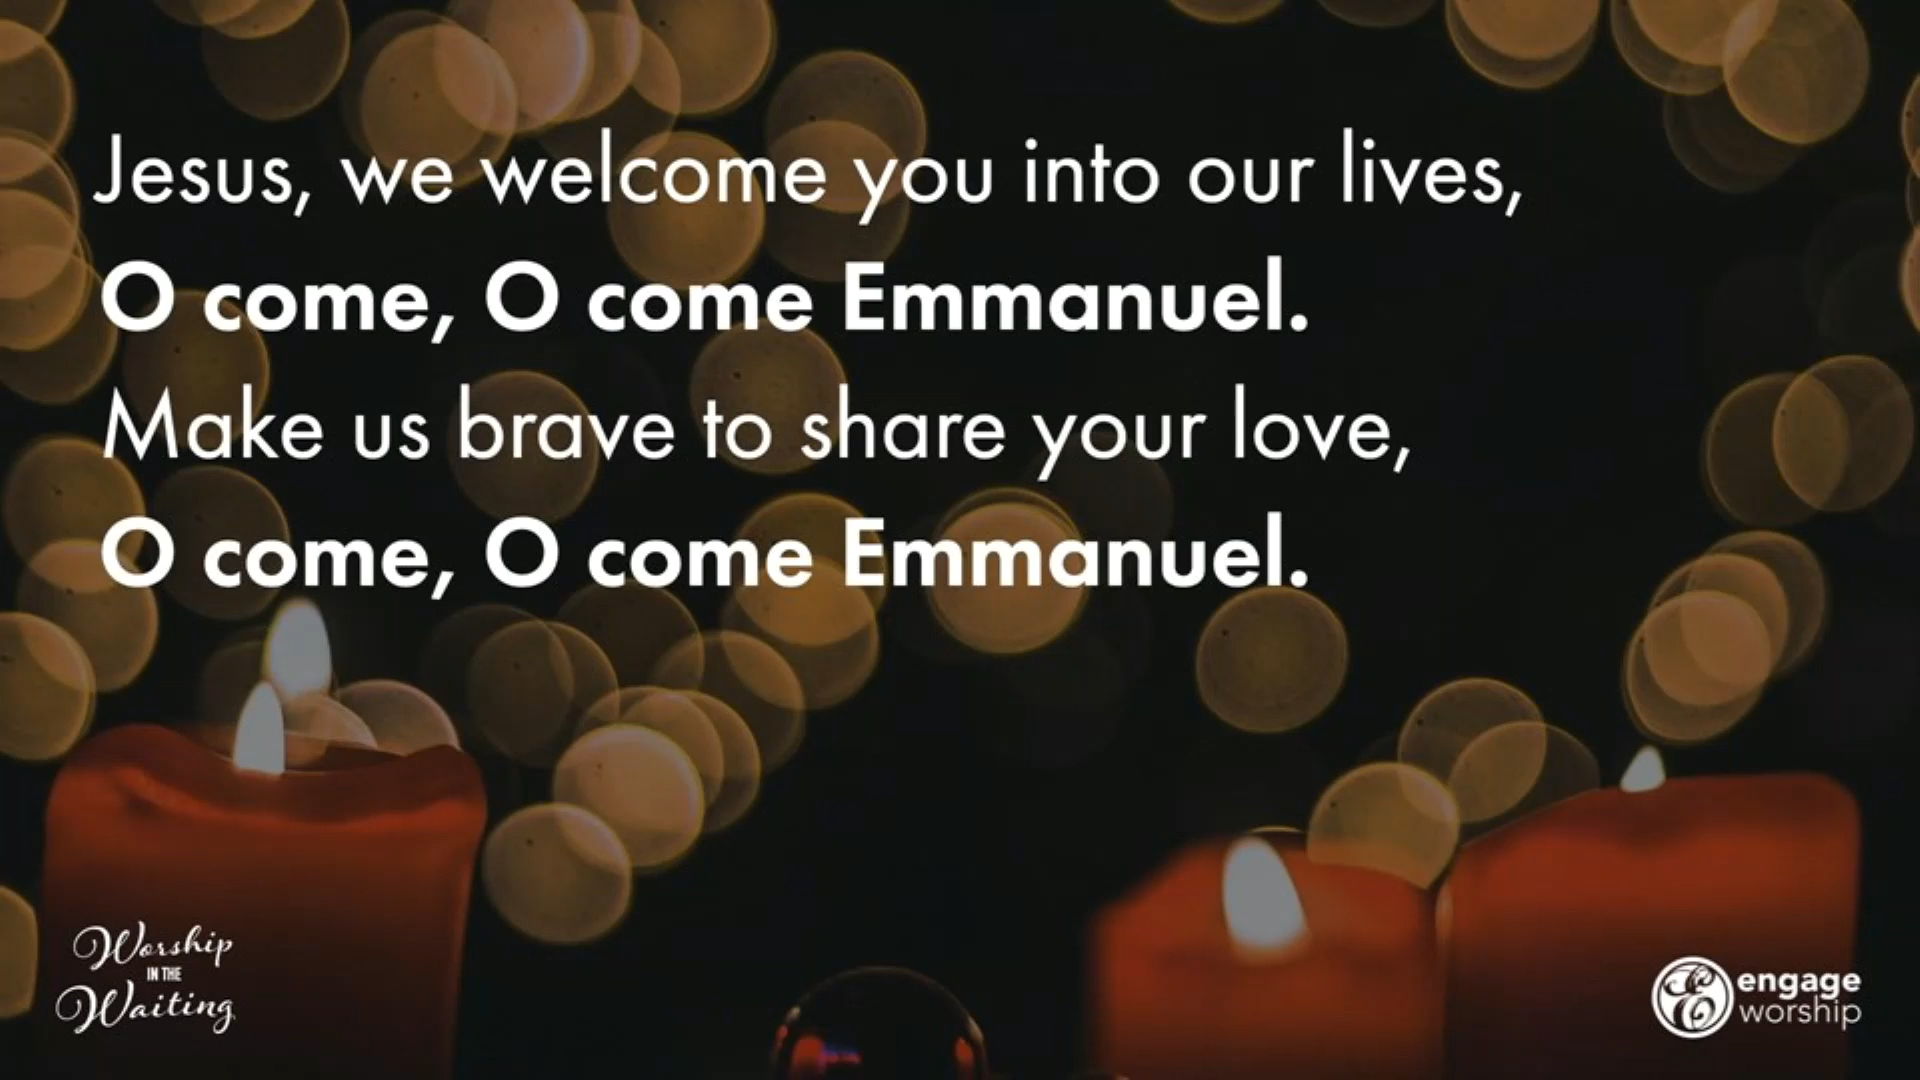 Jesus, we welcome you into our lives,
O come, O come Emmanuel.
Make us brave to share your love,
O come, O come Emmanuel.
Worship
IN THE
Waiting
engage
worship